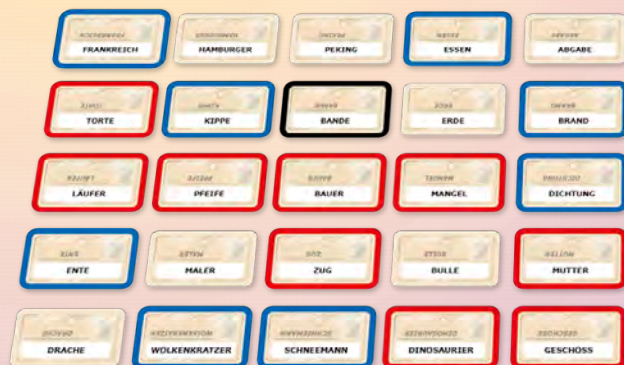 FRANKREICH HAMBURGER PEKING ESSEN ABGABE
TORTE KIPPE BANDE ERDE BRAND
LÄUFER PFEIFE BAUER MANGEL DICHTUNG
ENTE MALER ZUG BULLE MUTTER
DRACHE WOLKENKRATZER SCHNEEMANN DINOSAURIER GESCHOSS